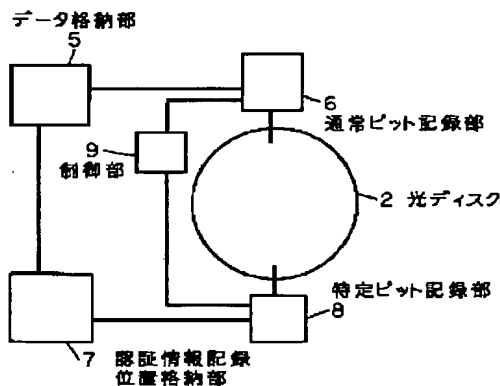 データ格納部
5
6
通常ピット記録部
9
制御部
2 光ディスク
特定ピット記録部
8
7 認証情報記録
位置格納部